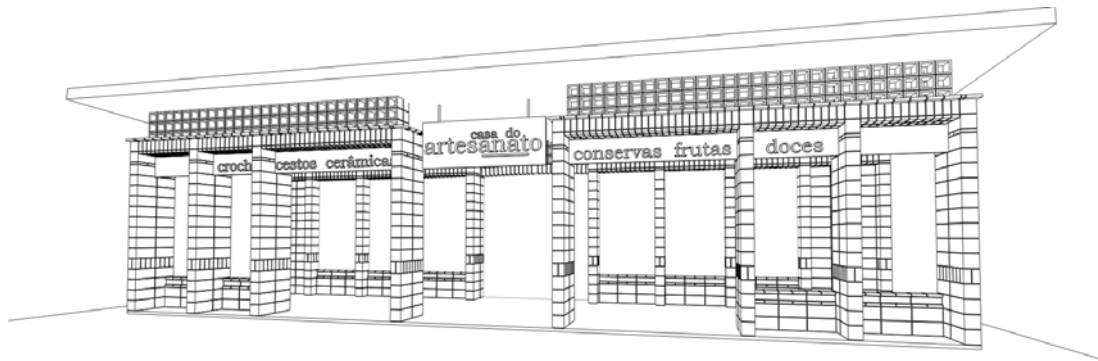 croch cestos cerâmica
casa do
artesanato
conservas frutas doces